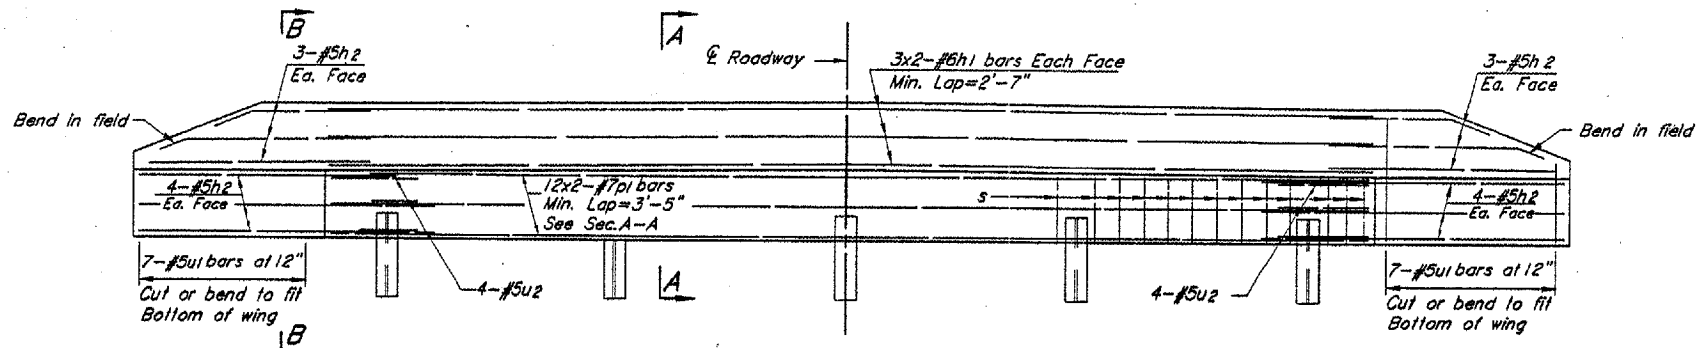 B
A
3-#5h2
Ea. Face
℄ Roadway
3x2-#6h1 bars Each Face
Min. Lap=2'-7"
3-#5h2
Ea. Face
Bend in field
Bend in field
4-#5h2
Ea. Face
12x2-#7p1 bars
Min. Lap=3'-5"
See Sec. A-A
s
4-#5h2
Ea. Face
7-#5u1 bars at 12"
Cut or bend to fit
Bottom of wing
4-#5u2
A
4-#5u2
7-#5u1 bars at 12"
Cut or bend to fit
Bottom of wing
B